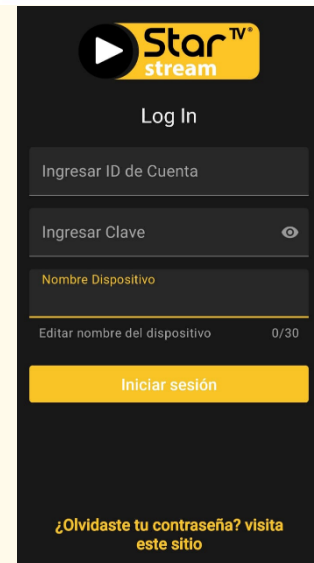 Star TV®
stream
Log In
Ingresar ID de Cuenta
Ingresar Clave
Nombre Dispositivo
Editar nombre del dispositivo 0/30
Iniciar sesión
¿Olvidaste tu contraseña? visita
este sitio